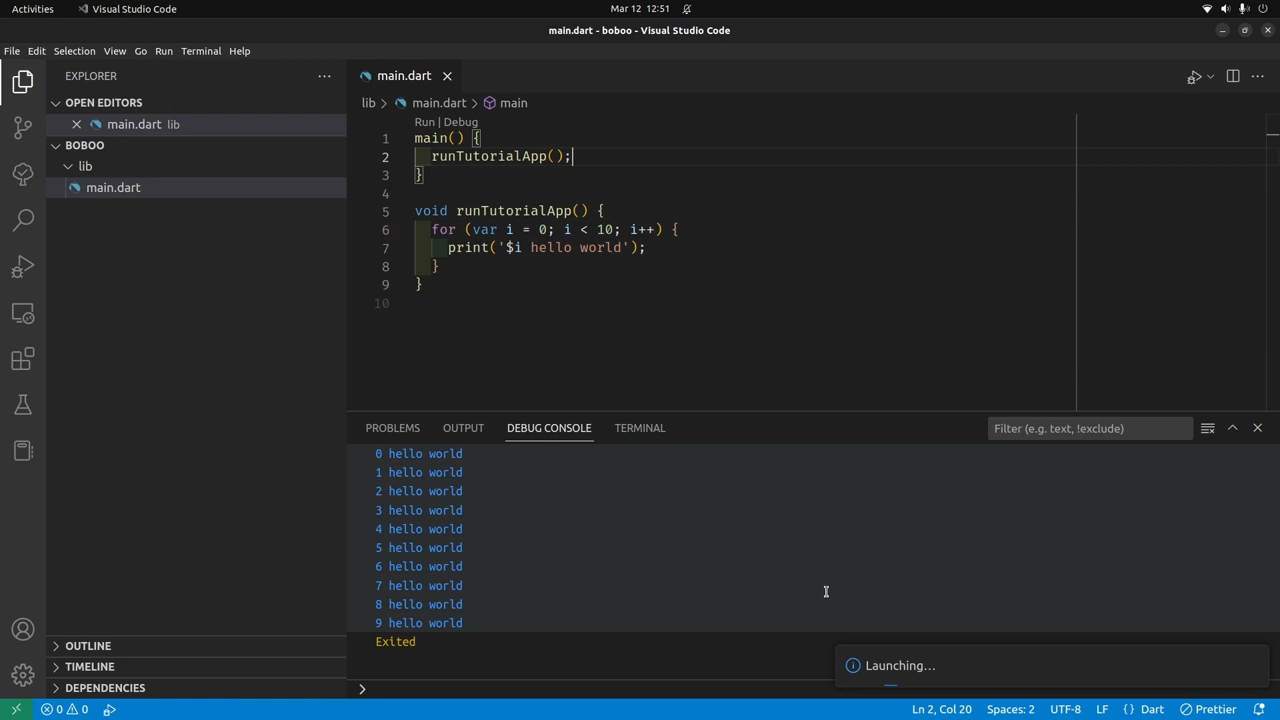 Activities
Visual Studio Code
Mar 12 12:51
main.dart - boboo - Visual Studio Code
File Edit Selection View Go Run Terminal Help
EXPLORER
OPEN EDITORS
main.dart lib
BOBOO
lib
main.dart
OUTLINE
TIMELINE
DEPENDENCIES
main.dart
lib > main.dart > main
Run | Debug
1 main() {
2 runTutorialApp();
3 }
4
5 void runTutorialApp() {
6 for (var i = 0; i < 10; i++) {
7 print('$i hello world');
8 }
9 }
10
PROBLEMS OUTPUT DEBUG CONSOLE TERMINAL
Filter (e.g. text, !exclude)
0 hello world
1 hello world
2 hello world
3 hello world
4 hello world
5 hello world
6 hello world
7 hello world
8 hello world
9 hello world
Exited
Launching...
>
0 0
Ln 2, Col 20 Spaces: 2 UTF-8 LF {} Dart Prettier